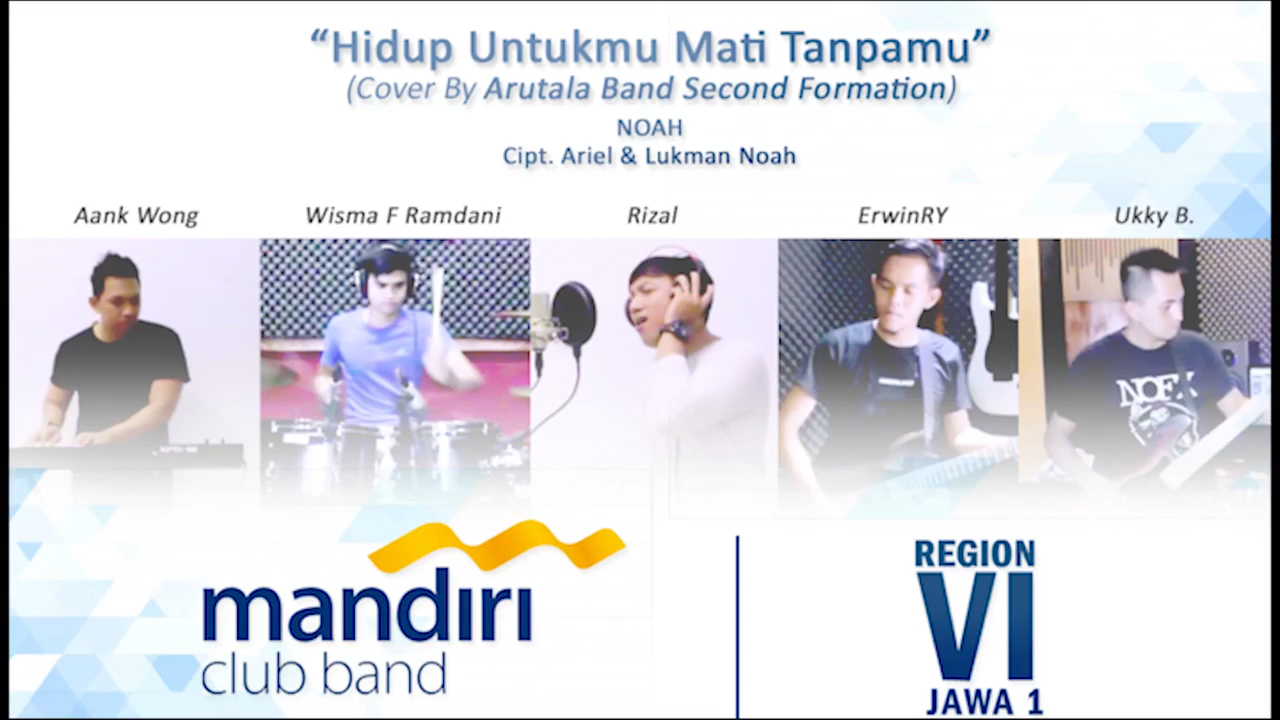 “Hidup Untukmu Mati Tanpamu”
(Cover By Arutala Band Second Formation)
NOAH
Cipt. Ariel & Lukman Noah
Aank Wong
Wisma F Ramdani
Rizal
ErwinRY
Ukky B.
NOFX
mandiri
club band
REGION
VI
JAWA 1